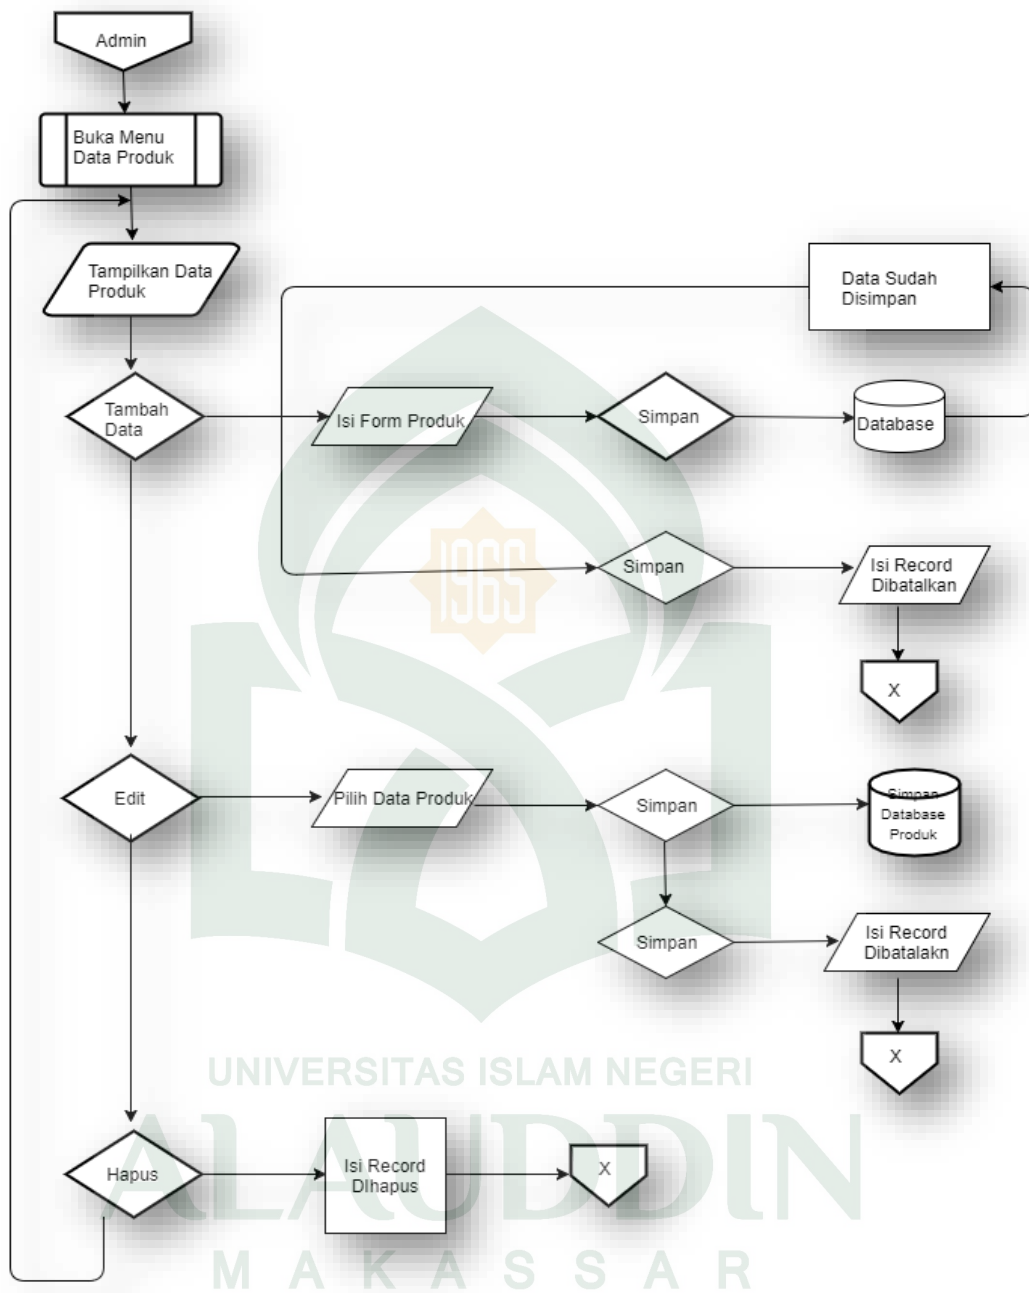 Admin
Buka Menu
Data Produk
Tampilkan Data
Produk
Data Sudah
Disimpan
Tambah
Data
Isi Form Produk
Simpan
Database
1965
Simpan
Isi Record
Dibatalkan
X
Edit
Pilih Data Produk
Simpan
Simpan
Database
Produk
Simpan
Isi Record
Dibatalakn
X
UNIVERSITAS ISLAM NEGERI
ALAUDDIN
Hapus
Isi Record
DIhapus
X
MAKASSAR